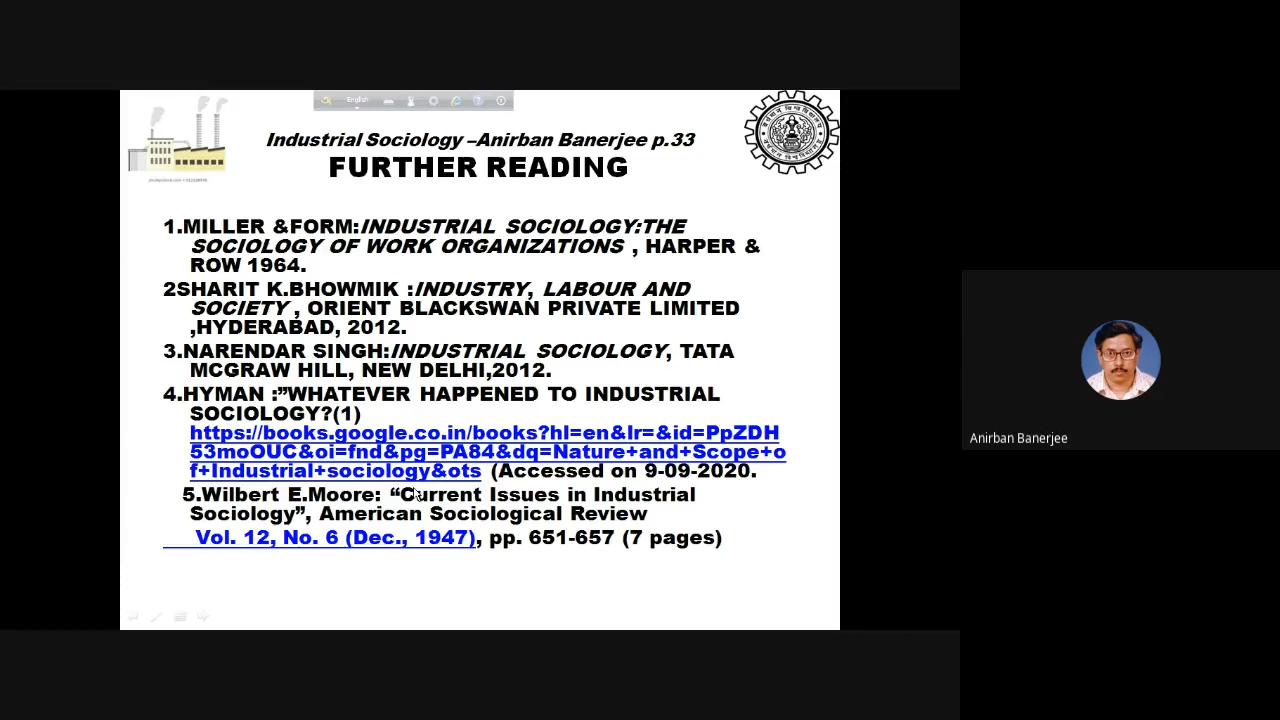 English
Industrial Sociology –Anirban Banerjee p.33
FURTHER READING
1.MILLER &FORM:INDUSTRIAL SOCIOLOGY:THE
SOCIOLOGY OF WORK ORGANIZATIONS , HARPER &
ROW 1964.
2SHARIT K.BHOWMIK :INDUSTRY, LABOUR AND
SOCIETY , ORIENT BLACKSWAN PRIVATE LIMITED
,HYDERABAD, 2012.
3.NARENDAR SINGH:INDUSTRIAL SOCIOLOGY, TATA
MCGRAW HILL, NEW DELHI,2012.
4.HYMAN :”WHATEVER HAPPENED TO INDUSTRIAL
SOCIOLOGY?(1)
https://books.google.co.in/books?hl=en&lr=&id=PpZDH
53moOUC&oi=fnd&pg=PA84&dq=Nature+and+Scope+o
f+Industrial+sociology&ots (Accessed on 9-09-2020.
5.Wilbert E.Moore: “Current Issues in Industrial
Sociology”, American Sociological Review
Vol. 12, No. 6 (Dec., 1947), pp. 651-657 (7 pages)
Anirban Banerjee